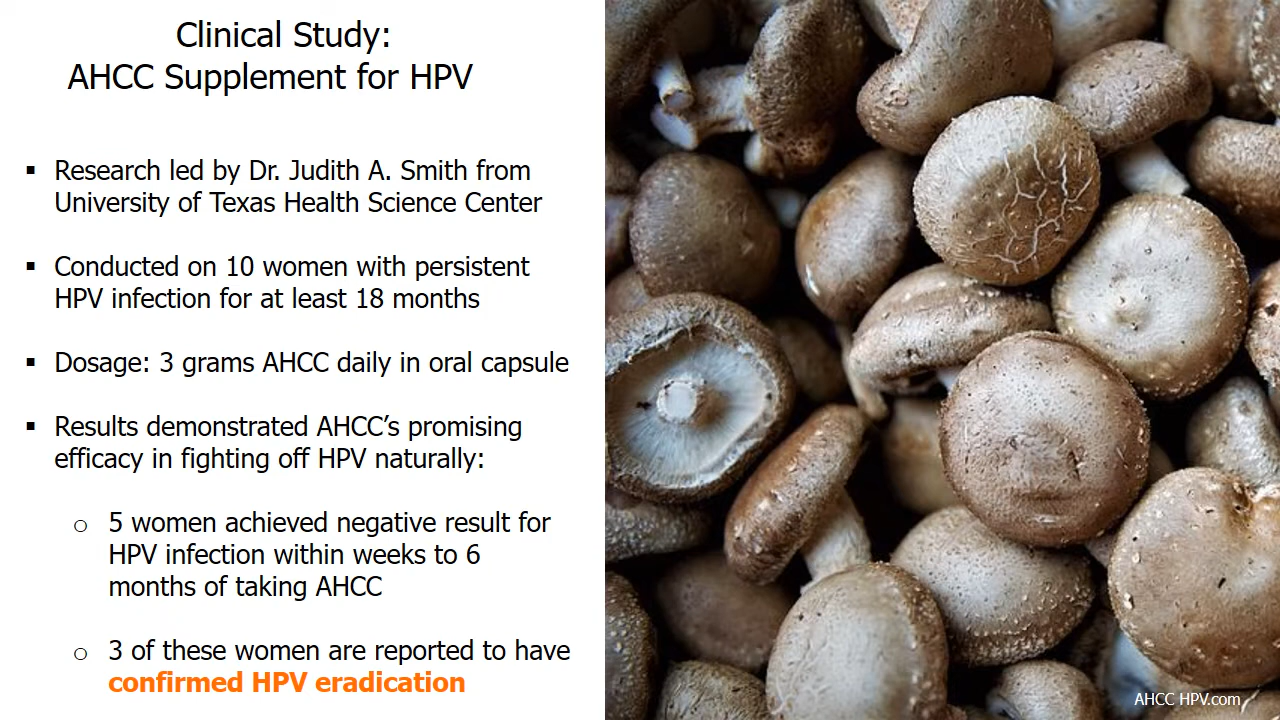 Clinical Study:
AHCC Supplement for HPV
▪ Research led by Dr. Judith A. Smith from
University of Texas Health Science Center
▪ Conducted on 10 women with persistent
HPV infection for at least 18 months
▪ Dosage: 3 grams AHCC daily in oral capsule
▪ Results demonstrated AHCC’s promising
efficacy in fighting off HPV naturally:
o 5 women achieved negative result for
HPV infection within weeks to 6
months of taking AHCC
o 3 of these women are reported to have
confirmed HPV eradication
AHCC HPV.com